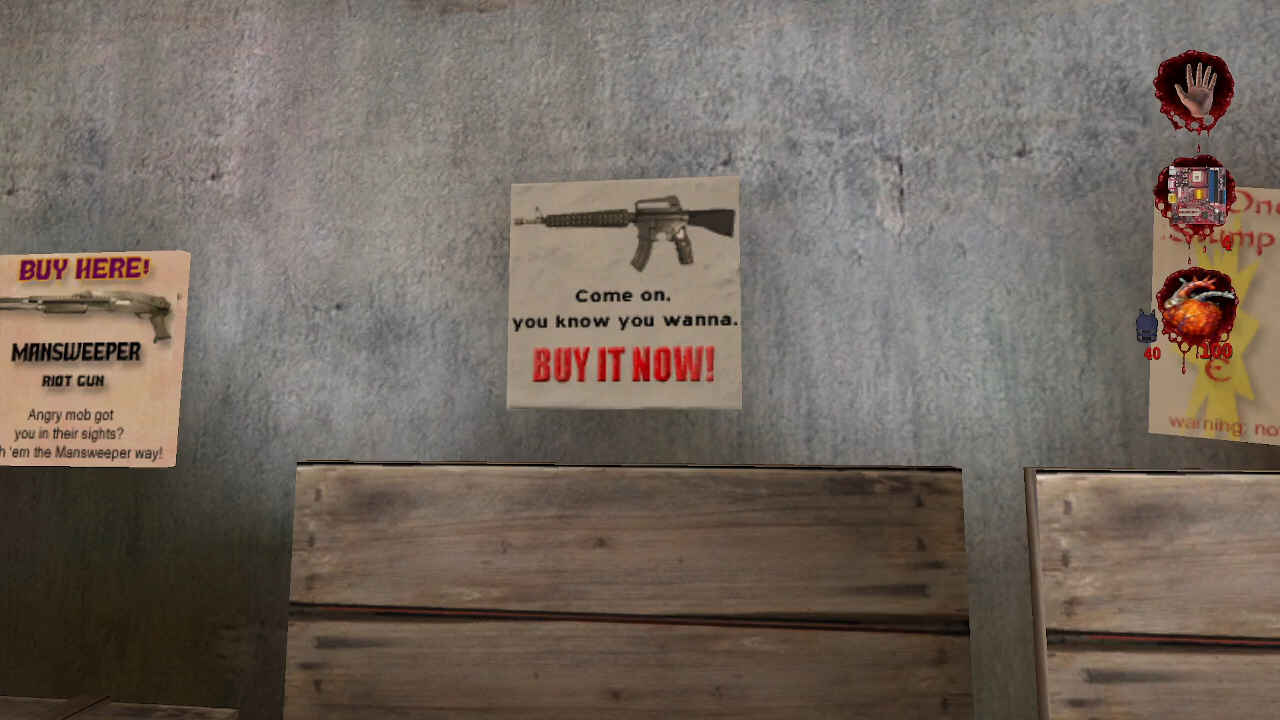 BUY HERE!
MANSWEEPER
RIOT GUN
Angry mob got
you in their sights?
'em the Mansweeper way!
Come on,
you know you wanna.
BUY IT NOW!
4
40
100
warning: